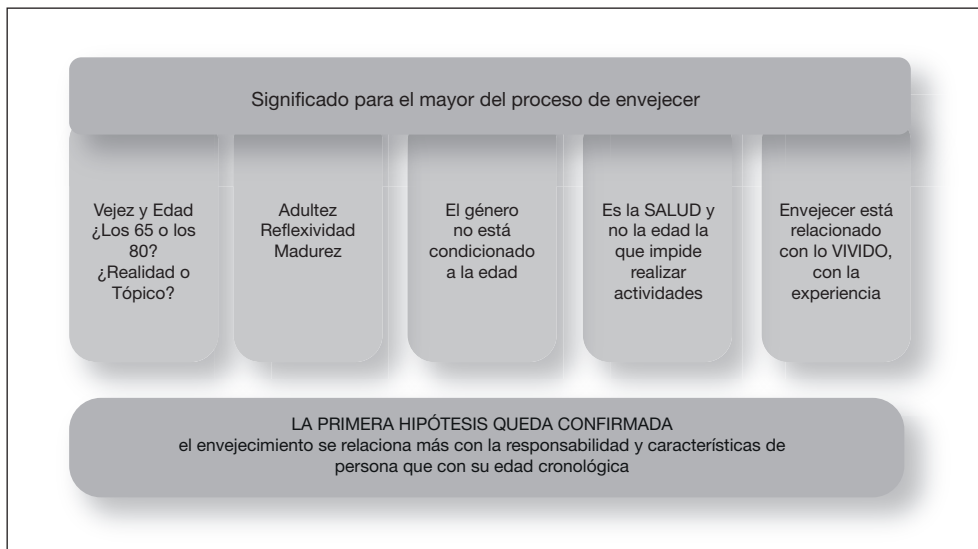 Significado para el mayor del proceso de envejecer
Vejez y Edad
¿Los 65 o los
80?
¿Realidad o
Tópico?
Adultez
Reflexividad
Madurez
El género
no está
condicionado
a la edad
Es la SALUD y
no la edad la
que impide
realizar
actividades
Envejecer está
relacionado
con lo VIVIDO,
con la
experiencia
LA PRIMERA HIPÓTESIS QUEDA CONFIRMADA
el envejecimiento se relaciona más con la responsabilidad y características de
persona que con su edad cronológica